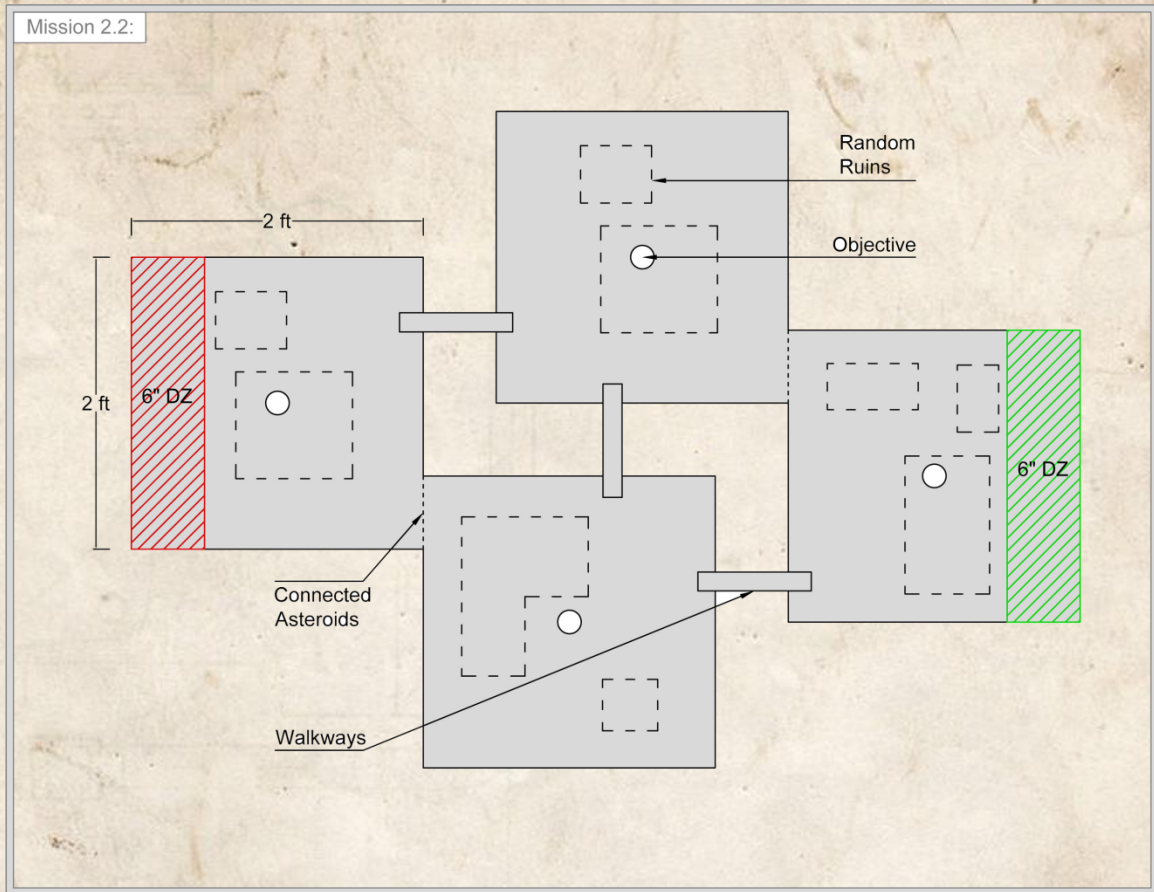 Mission 2.2:
Random
Ruins
2 ft
Objective
2 ft
6" DZ
6" DZ
Connected
Asteroids
Walkways